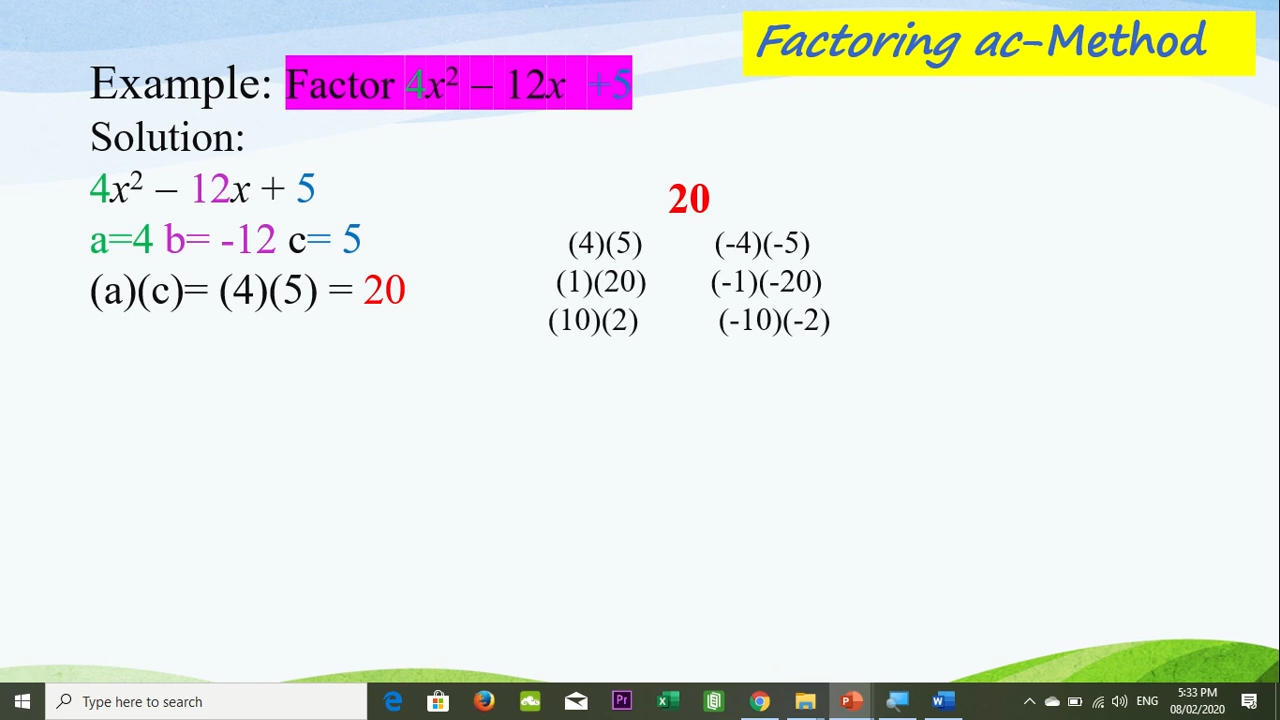 Factoring ac-Method
Example: Factor 4x² – 12x +5
Solution:
4x² – 12x + 5
a=4 b= -12 c= 5
(a)(c)= (4)(5) = 20
20
(4)(5) (-4)(-5)
(1)(20) (-1)(-20)
(10)(2) (-10)(-2)
Type here to search
Pr
ENG
5:33 PM
08/02/2020